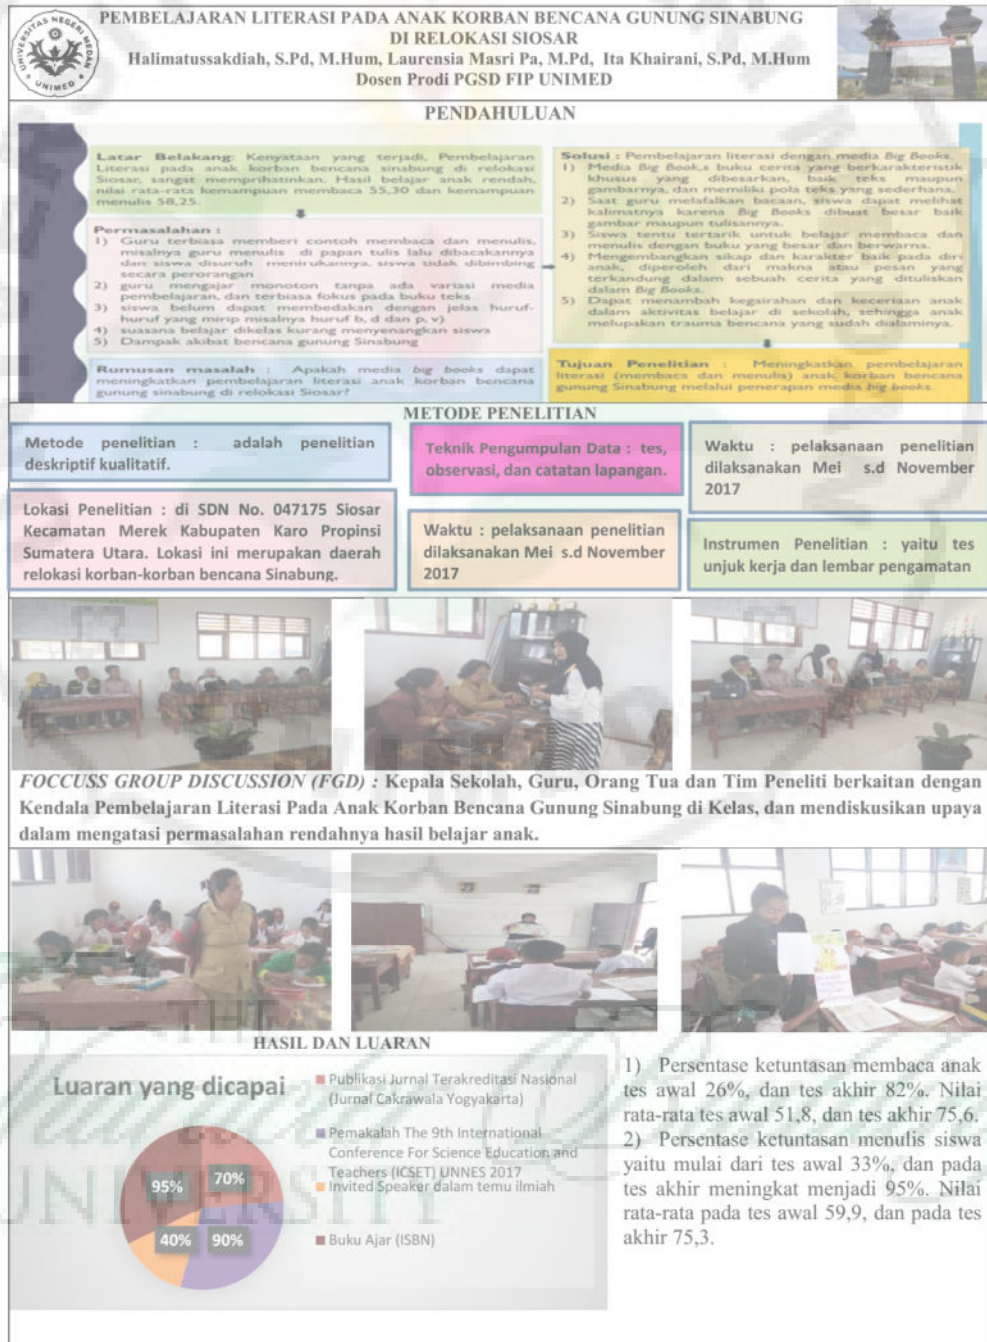 PEMBELAJARAN LITERASI PADA ANAK KORBAN BENCANA GUNUNG SINABUNG
DI RELOKASI SIOSAR
Halimatussakdiah, S.Pd, M.Hum, Laurensia Masri Pa, M.Pd, Ita Khairani, S.Pd, M.Hum
Dosen Prodi PGSD FIP UNIMED
UNIVERSITAS NEGERI MEDAN
UNIMED
PENDAHULUAN
Latar Belakang: Kenyataan yang terjadi, Pembelajaran
Literasi pada anak korban bencana sinabung di relokasi
Siosar, sangat memprihatinkan. Hasil belajar anak rendah,
nilai rata-rata kemampuan membaca 55,30 dan kemampuan
menulis 58,25.
Permasalahan :
1) Guru terbiasa memberi contoh membaca dan menulis,
misalnya guru menulis di papan tulis lalu dibacakannya
dan siswa disuruh menirukannya, siswa tidak dibimbing
secara perorangan
2) guru mengajar monoton tanpa ada variasi media
pembelajaran, dan terbiasa fokus pada buku teks
3) siswa belum dapat membedakan dengan jelas huruf-
huruf yang mirip misalnya huruf b, d dan p, v)
4) suasana belajar dikelas kurang menyenangkan siswa
5) Dampak akibat bencana gunung Sinabung
Rumusan masalah : Apakah media big books dapat
meningkatkan pembelajaran literasi anak korban bencana
gunung sinabung di relokasi Siosar?
Solusi : Pembelajaran literasi dengan media Big Books.
1) Media Big Book,s buku cerita yang berkarakteristik
khusus yang dibesarkan, baik teks maupun
gambarnya, dan memiliki pola teks yang sederhana.
2) Saat guru melafalkan bacaan, siswa dapat melihat
kalimatnya karena Big Books dibuat besar baik
gambar maupun tulisannya.
3) Siswa tentu tertarik untuk belajar membaca dan
menulis dengan buku yang besar dan berwarna.
4) Mengembangkan sikap dan karakter baik pada diri
anak, diperoleh dari makna atau pesan yang
terkandung dalam sebuah cerita yang dituliskan
dalam Big Books.
5) Dapat menambah kegairahan dan keceriaan anak
dalam aktivitas belajar di sekolah, sehingga anak
melupakan trauma bencana yang sudah dialaminya.
Tujuan Penelitian : Meningkatkan pembelajaran
literasi (membaca dan menulis) anak korban bencana
gunung Sinabung melalui penerapan media big books.
METODE PENELITIAN
Metode penelitian : adalah penelitian
deskriptif kualitatif.
Teknik Pengumpulan Data : tes,
observasi, dan catatan lapangan.
Waktu : pelaksanaan penelitian
dilaksanakan Mei s.d November
2017
Lokasi Penelitian : di SDN No. 047175 Siosar
Kecamatan Merek Kabupaten Karo Propinsi
Sumatera Utara. Lokasi ini merupakan daerah
relokasi korban-korban bencana Sinabung.
Waktu : pelaksanaan penelitian
dilaksanakan Mei s.d November
2017
Instrumen Penelitian : yaitu tes
unjuk kerja dan lembar pengamatan
FOCCUSS GROUP DISCUSSION (FGD) : Kepala Sekolah, Guru, Orang Tua dan Tim Peneliti berkaitan dengan
Kendala Pembelajaran Literasi Pada Anak Korban Bencana Gunung Sinabung di Kelas, dan mendiskusikan upaya
dalam mengatasi permasalahan rendahnya hasil belajar anak.
THE
UNIVERSITY
HASIL DAN LUARAN
Luaran yang dicapai
95%
70%
40%
90%
Publikasi Jurnal Terakreditasi Nasional
(Jurnal Cakrawala Yogyakarta)
Pemakalah The 9th International
Conference For Science Education and
Teachers (ICSET) UNNES 2017
Invited Speaker dalam temu ilmiah
Buku Ajar (ISBN)
1) Persentase ketuntasan membaca anak
tes awal 26%, dan tes akhir 82%. Nilai
rata-rata tes awal 51,8, dan tes akhir 75,6.
2) Persentase ketuntasan menulis siswa
yaitu mulai dari tes awal 33%, dan pada
tes akhir meningkat menjadi 95%. Nilai
rata-rata pada tes awal 59,9, dan pada tes
akhir 75,3.